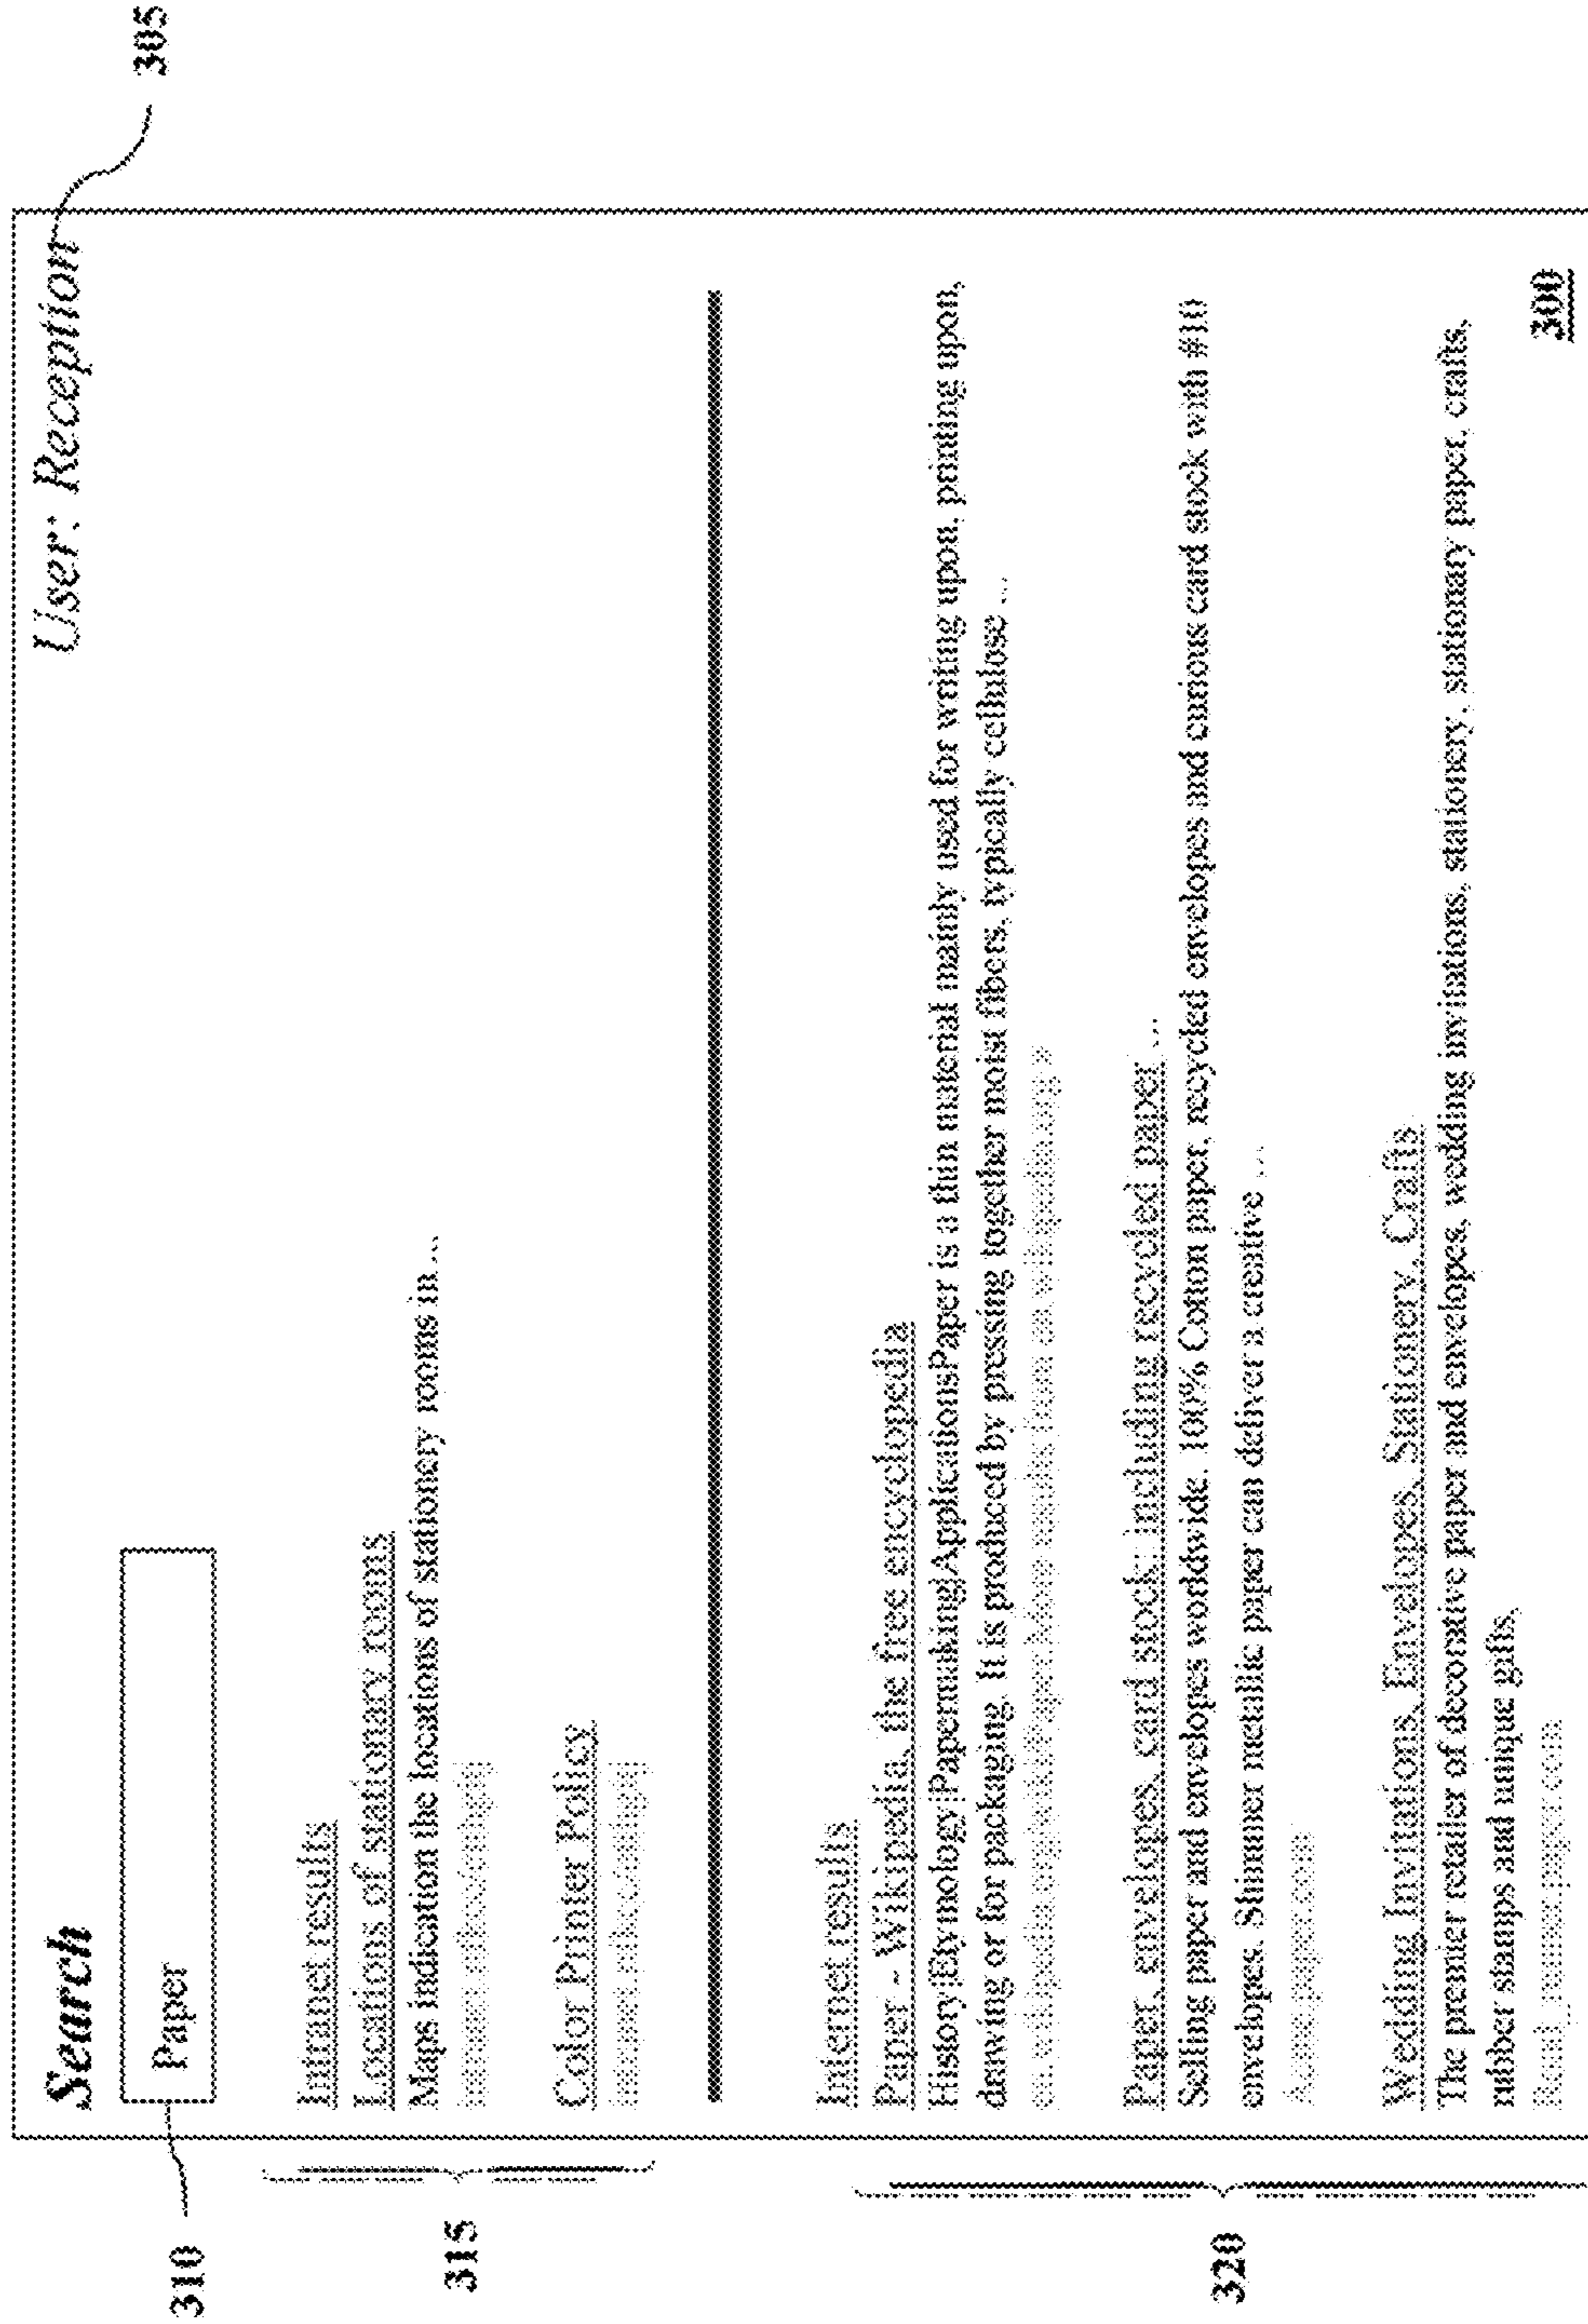 305
Search
User: Reception
310
Paper
315
Intranet results
Locations of stationary rooms
Maps indication the locations of stationery rooms in ...
Color Printer Policy
320
Internet results
Paper - Wikipedia, the free encyclopedia
History|Etymology|Papermaking|ApplicationsPaper is a thin material mainly used for writing upon, printing upon,
drawing or for packaging. It is produced by pressing together moist fibers, typically cellulose ...
Paper, envelopes, card stock: including recycled paper ...
Selling paper and envelopes worldwide. 100% Cotton paper, recycled envelopes and curious card stock with #10
envelopes. Shimmer metallic paper can deliver a creative ...
Acmepaper.com
Wedding Invitations, Envelopes, Stationery, Crafts
The premier retailer of decorative paper and envelopes, wedding invitations, stationery, stationary paper, crafts,
rubber stamps and unique gifts,
300